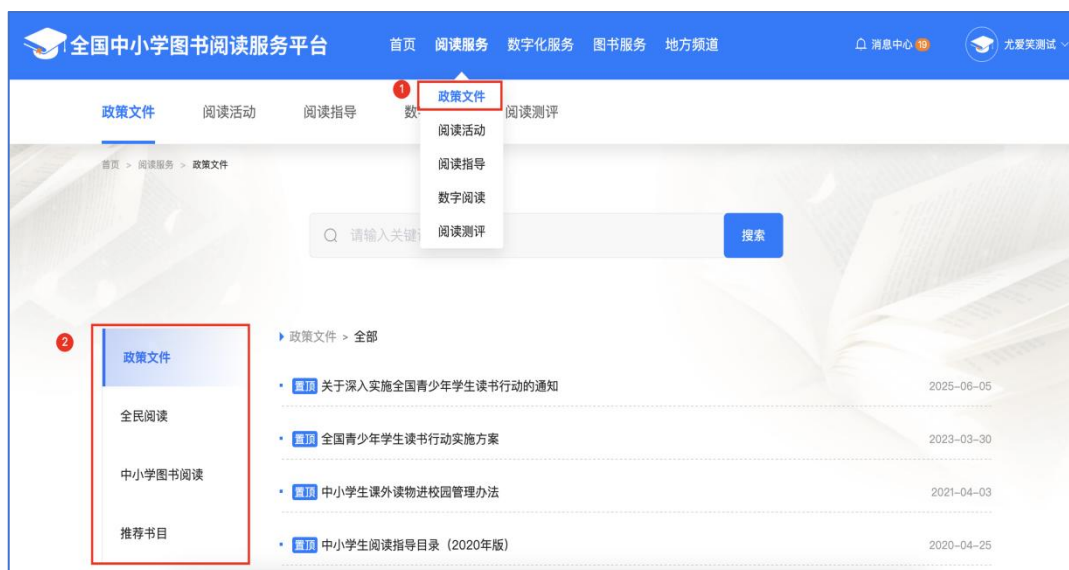 全国中小学图书阅读服务平台 首页 阅读服务 数字化服务 图书服务 地方频道 消息中心 19 尤爱笑测试
1 政策文件
政策文件 阅读活动 阅读指导 数 阅读测评
阅读活动
首页 > 阅读服务 > 政策文件
阅读指导
数字阅读
请输入关键 阅读测评 搜索
2
政策文件 > 全部
政策文件
置顶 关于深入实施全国青少年学生读书行动的通知 2025-06-05
全民阅读
置顶 全国青少年学生读书行动实施方案 2023-03-30
中小学图书阅读
置顶 中小学生课外读物进校园管理办法 2021-04-03
推荐书目
置顶 中小学生阅读指导目录（2020年版） 2020-04-25